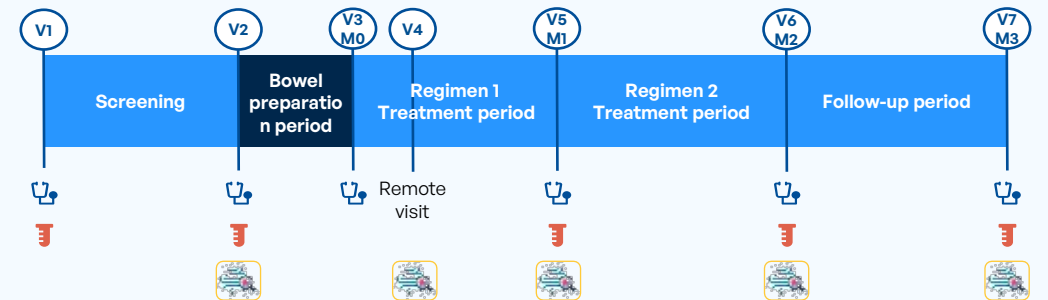 V1
V2
V3
M0
V4
V5
M1
V6
M2
V7
M3
Screening
Bowel
preparatio
n period
Regimen 1
Treatment period
Regimen 2
Treatment period
Follow-up period
Remote
visit